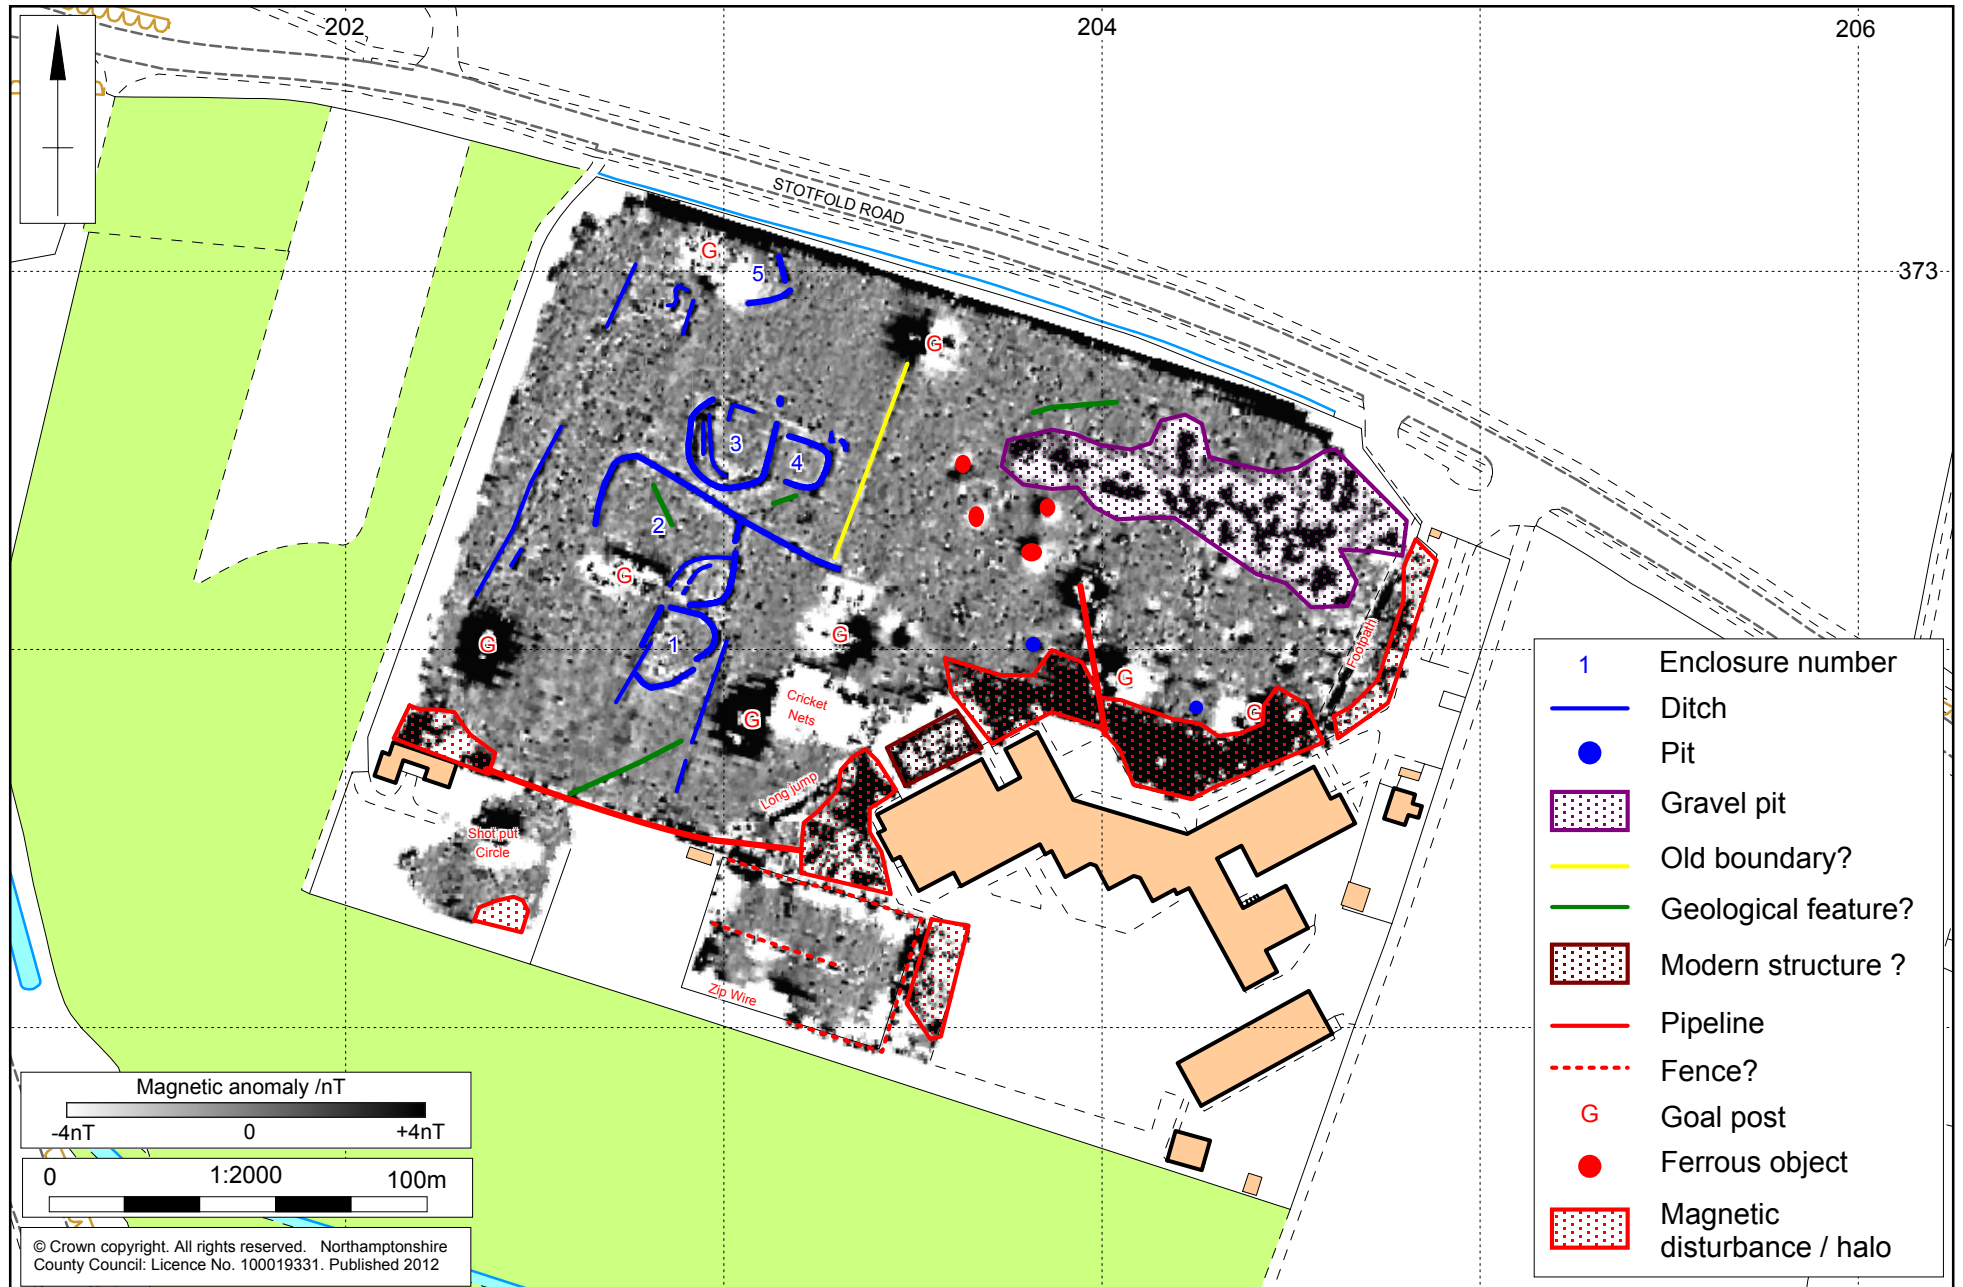 202
204
206
STOTFOLD ROAD
373
G
5
G
3
4
2
G
1
G
G
G
G
G
Cricket
Nets
Footpath
Long jump
Shot put
Circle
Zip Wire
1 Enclosure number
Ditch
Pit
Gravel pit
Old boundary?
Geological feature?
Modern structure ?
Pipeline
Fence?
G Goal post
Ferrous object
Magnetic
disturbance / halo
Magnetic anomaly /nT
-4nT 0 +4nT
0 1:2000 100m
© Crown copyright. All rights reserved. Northamptonshire
County Council: Licence No. 100019331. Published 2012